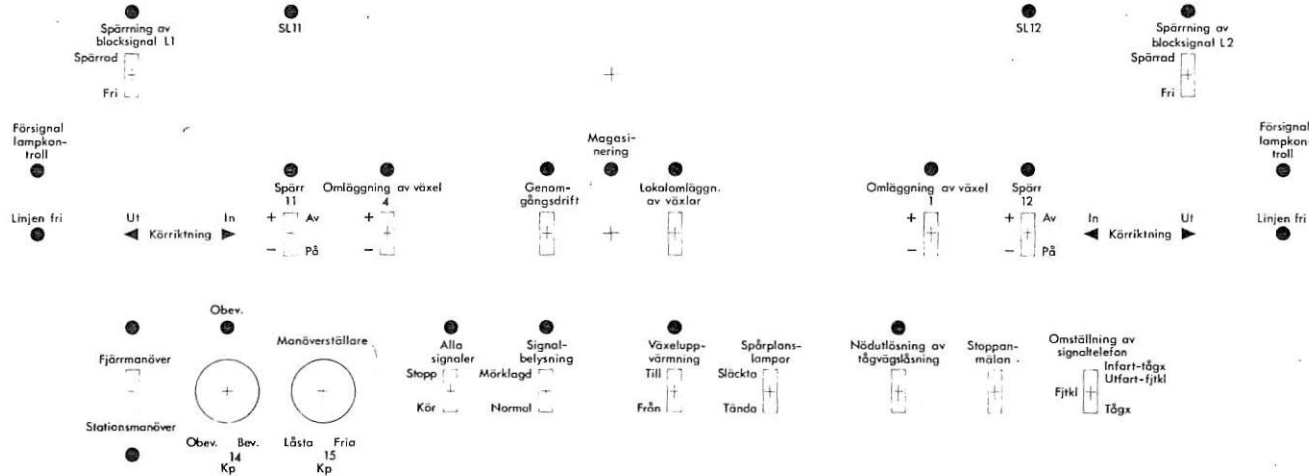 Spärrning av
blocksignal L1
SL11
SL12
Spärrning av
blocksignal L2
Spärrad
Fri
Spärrad
Fri
Försignal
lampkon-
troll
Magasi-
nering
Försignal
lampkon-
troll
Spärr
11
Omläggning av växel
4
Genom-
gångsdrift
Lokalomläggn.
av växlar
Omläggning av växel
1
Spärr
12
Linjen fri
Ut
In
Körriktning
+ Av
- På
+
-
+
-
+ Av
- På
In
Ut
Körriktning
Linjen fri
Obev.
Fjärrmanöver
Manöverställare
Alla
signaler
Signal-
belysning
Växelupp-
värmning
Spårplans-
lampor
Nödutlösning av
tågvägslåsning
Stoppan-
mälan
Omställning av
signaltelefon
Stopp
Kör
Mörklagd
Normal
Till
Från
Släckta
Tända
Infart-tågx
Utfart-fjtkl
Fjtkl
Tågx
Stationsmanöver
Obev. Bev.
14
Kp
Låsta Fria
15
Kp